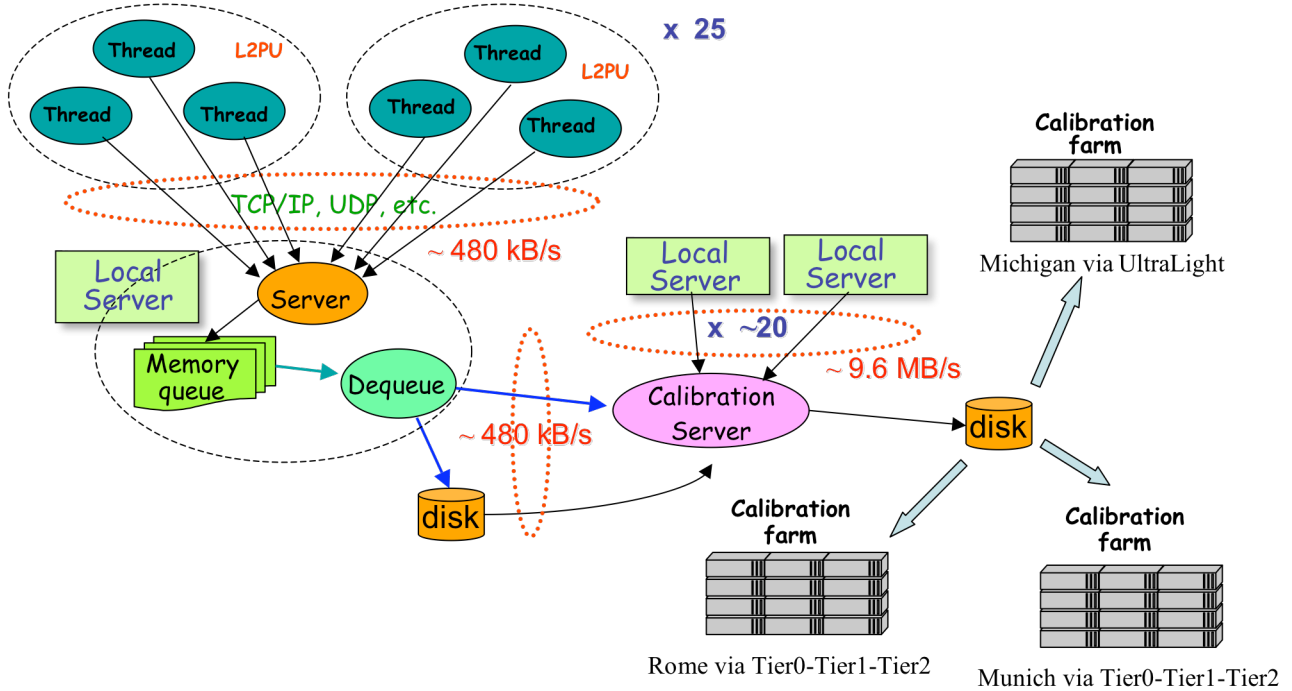 x 25
Thread
L2PU
Thread
Thread
Thread
L2PU
Thread
Thread
TCP/IP, UDP, etc.
~ 480 kB/s
Local
Server
Server
Memory
queue
Dequeue
~ 480 kB/s
disk
Local
Server
Local
Server
x ~20
~ 9.6 MB/s
Calibration
Server
disk
Calibration
farm
Michigan via UltraLight
Calibration
farm
Rome via Tier0-Tier1-Tier2
Calibration
farm
Munich via Tier0-Tier1-Tier2